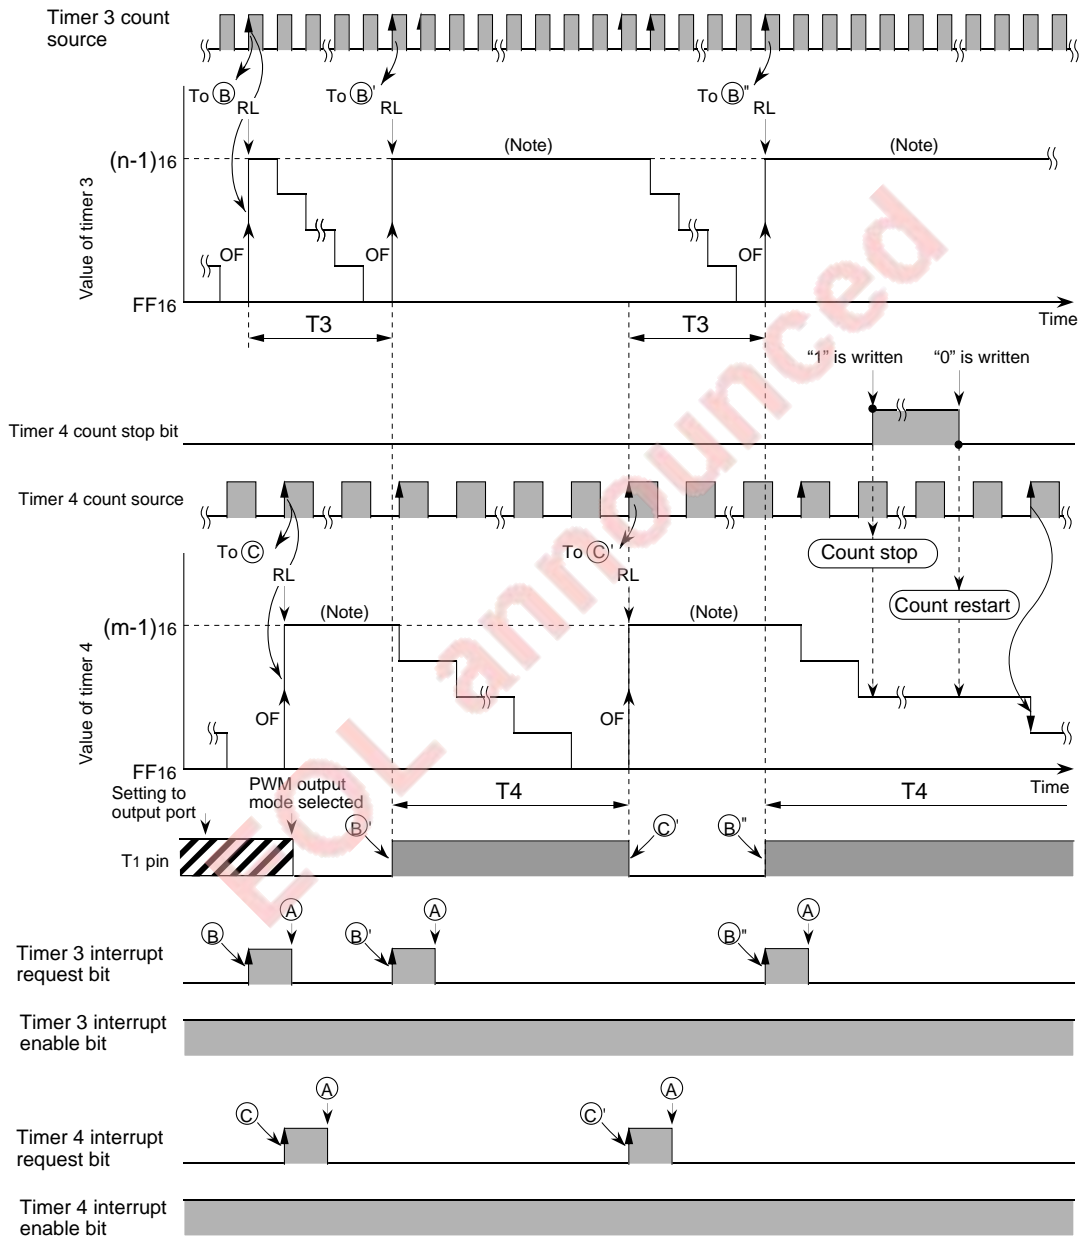 Timer 3 count
source
To B
To B'
To B"
RL
RL
RL
(n-1)16
(Note)
(Note)
Value of timer 3
OF
OF
OF
FF16
Time
T3
T3
“1” is written
“0” is written
Timer 4 count stop bit
Timer 4 count source
To C
To C'
Count stop
RL
RL
Count restart
(m-1)16
(Note)
(Note)
Value of timer 4
OF
OF
FF16
Time
Setting to
output port
PWM output
mode selected
T4
T4
B'
C'
B"
T1 pin
A
A
A
B
B'
B"
Timer 3 interrupt
request bit
Timer 3 interrupt
enable bit
A
A
C
C'
Timer 4 interrupt
request bit
Timer 4 interrupt
enable bit
EOL announced